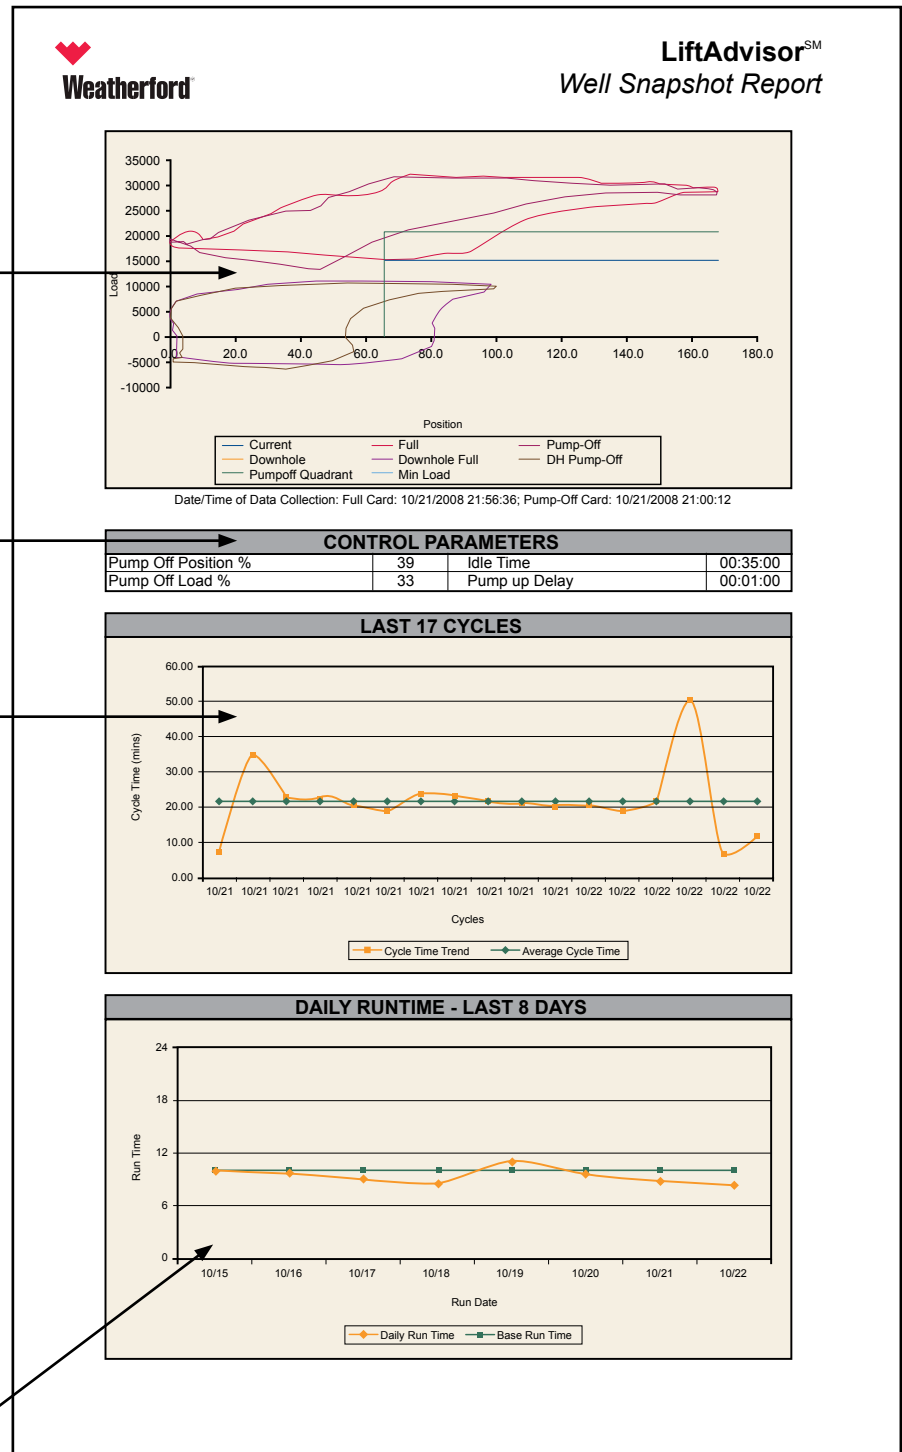 Weatherford
LiftAdvisor℠
Well Snapshot Report
35000
30000
25000
20000
15000
10000
5000
0
-5000
-10000
Load
0.0 20.0 40.0 60.0 80.0 100.0 120.0 140.0 160.0 180.0
Position
Current Full Pump-Off
Downhole Downhole Full DH Pump-Off
Pumpoff Quadrant Min Load
Date/Time of Data Collection: Full Card: 10/21/2008 21:56:36; Pump-Off Card: 10/21/2008 21:00:12
CONTROL PARAMETERS
Pump Off Position % 39 Idle Time 00:35:00
Pump Off Load % 33 Pump up Delay 00:01:00
LAST 17 CYCLES
60.00
50.00
40.00
30.00
20.00
10.00
0.00
Cycle Time (mins)
10/21 10/21 10/21 10/21 10/21 10/21 10/21 10/21 10/21 10/21 10/22 10/22 10/22 10/22 10/22 10/22 10/22
Cycles
Cycle Time Trend Average Cycle Time
DAILY RUNTIME - LAST 8 DAYS
24
18
12
6
0
Run Time
10/15 10/16 10/17 10/18 10/19 10/20 10/21 10/22
Run Date
Daily Run Time Base Run Time